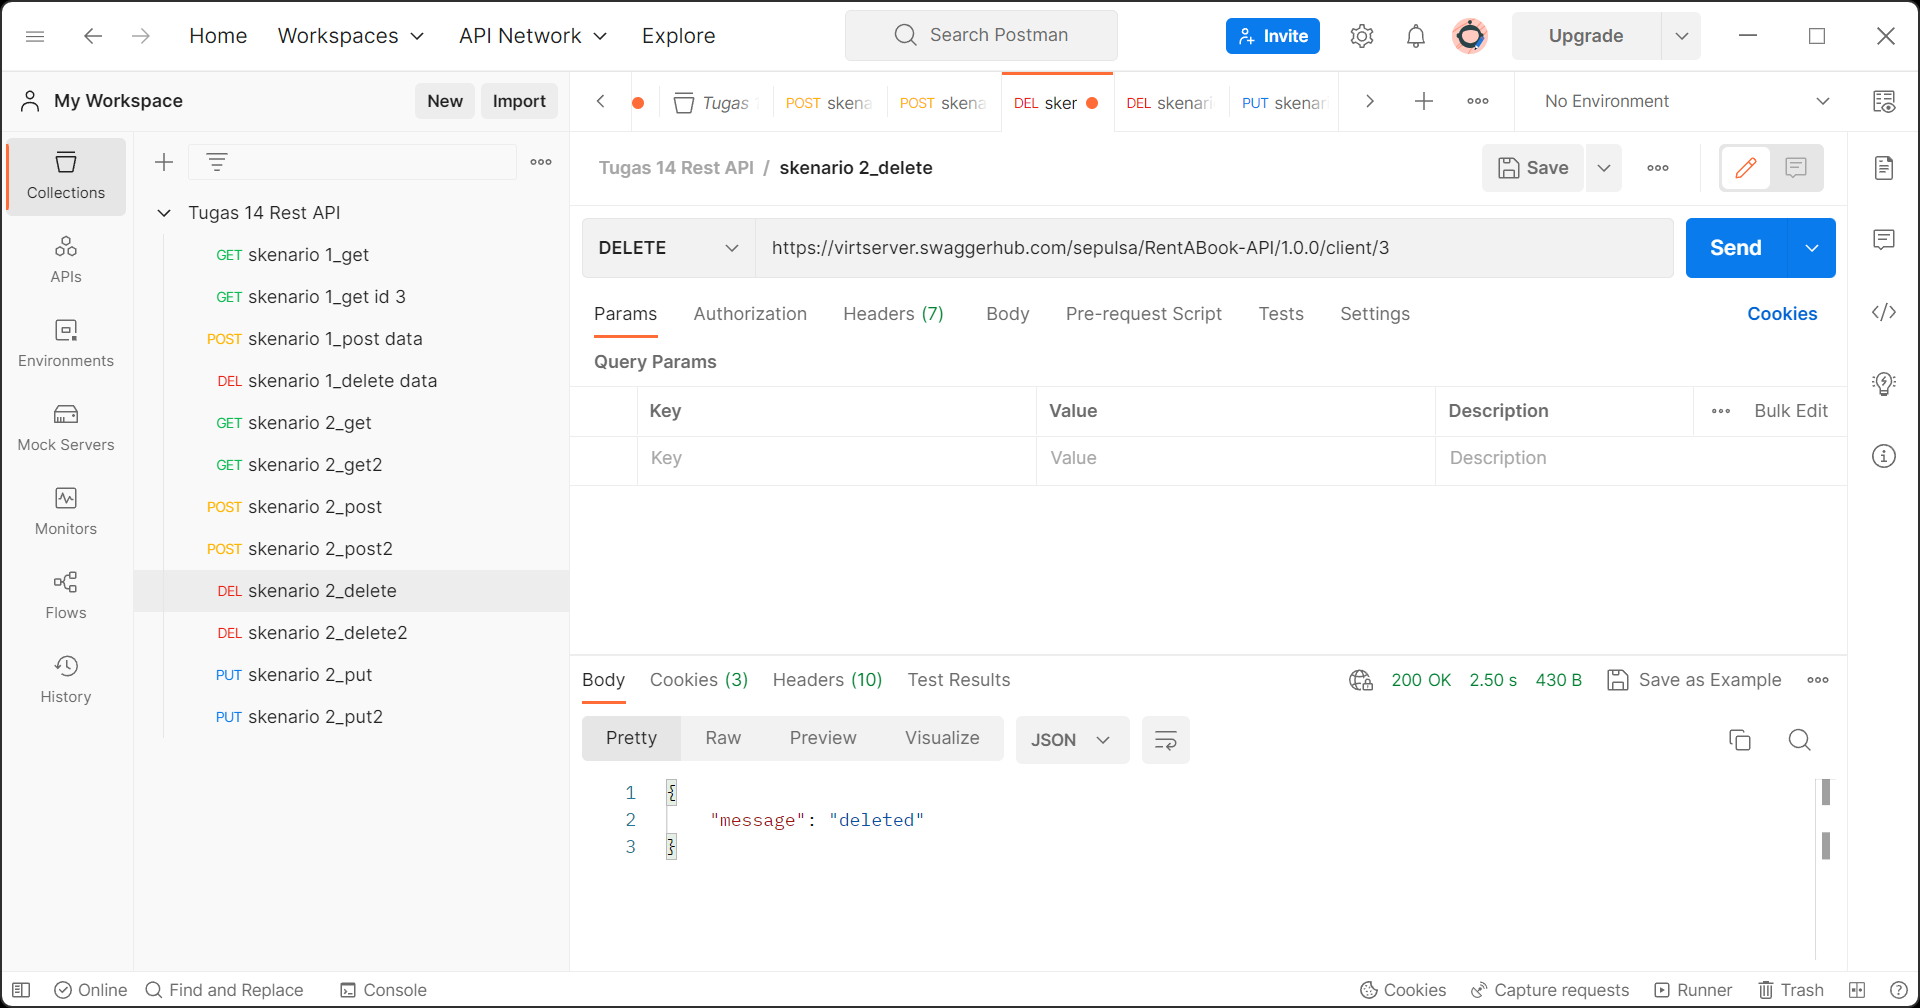 Home Workspaces API Network Explore Search Postman Invite Upgrade
My Workspace New Import
Tugas POST skena POST skena DEL sker DEL skenari PUT skenar No Environment
Collections
APIs
Environments
Mock Servers
Monitors
Flows
History
Tugas 14 Rest API
GET skenario 1_get
GET skenario 1_get id 3
POST skenario 1_post data
DEL skenario 1_delete data
GET skenario 2_get
GET skenario 2_get2
POST skenario 2_post
POST skenario 2_post2
DEL skenario 2_delete
DEL skenario 2_delete2
PUT skenario 2_put
PUT skenario 2_put2
Tugas 14 Rest API / skenario 2_delete Save
DELETE https://virtserver.swaggerhub.com/sepulsa/RentABook-API/1.0.0/client/3 Send
Params Authorization Headers (7) Body Pre-request Script Tests Settings Cookies
Query Params
Key Value Description Bulk Edit
Key Value Description
Body Cookies (3) Headers (10) Test Results 200 OK 2.50 s 430 B Save as Example
Pretty Raw Preview Visualize JSON
1 {
2 "message": "deleted"
3 }
Online Find and Replace Console Cookies Capture requests Runner Trash